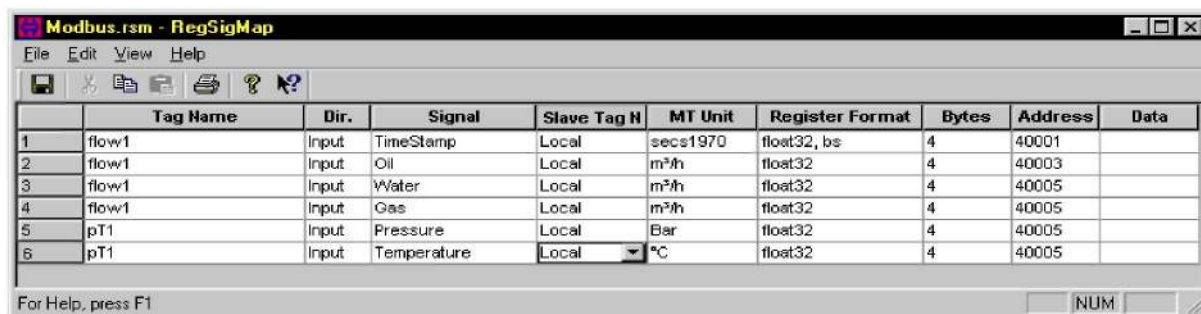 Modbus.rsm - RegSigMap
File Edit View Help
Tag Name Dir. Signal Slave Tag N MT Unit Register Format Bytes Address Data
1 flow1 Input TimeStamp Local secs1970 float32, bs 4 40001
2 flow1 Input Oil Local m³/h float32 4 40003
3 flow1 Input Water Local m³/h float32 4 40005
4 flow1 Input Gas Local m³/h float32 4 40005
5 pT1 Input Pressure Local Bar float32 4 40005
6 pT1 Input Temperature Local °C float32 4 40005
For Help, press F1 NUM